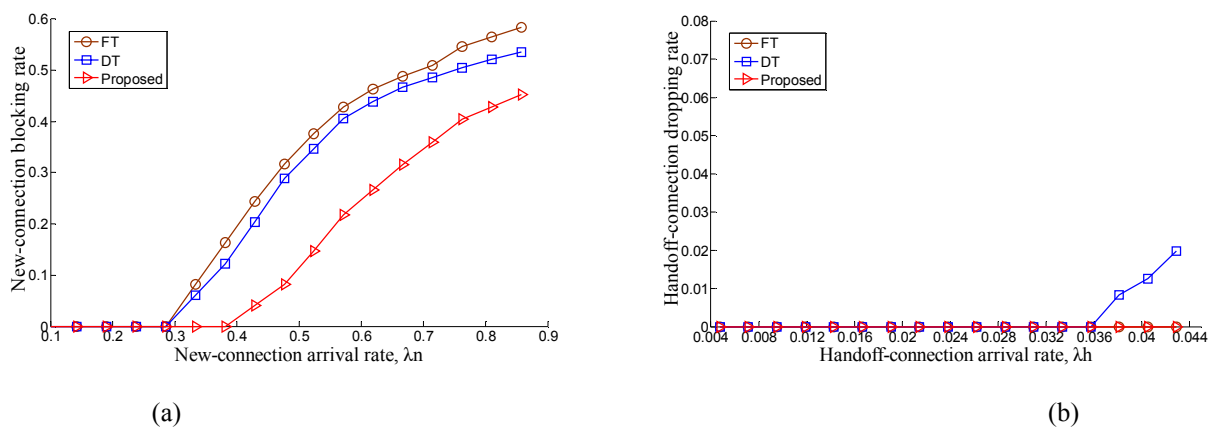 0.6
0.5
0.4
0.3
0.2
0.1
0
New-connection blocking rate
FT
DT
Proposed
0.1 0.2 0.3 0.4 0.5 0.6 0.7 0.8 0.9
New-connection arrival rate, λn
(a)
0.08
0.07
0.06
0.05
0.04
0.03
0.02
0.01
0
Handoff-connection dropping rate
FT
DT
Proposed
0.004 0.008 0.012 0.016 0.02 0.024 0.028 0.032 0.036 0.04 0.044
Handoff-connection arrival rate, λh
(b)